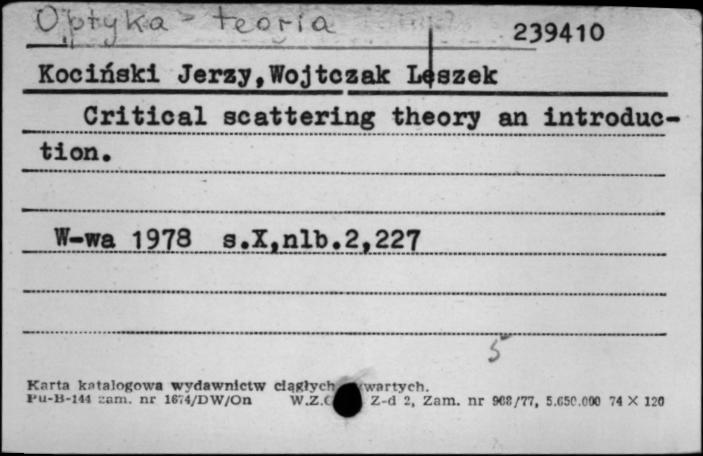 Optyka - teoria
239410
Kociński Jerzy, Wojtczak Leszek
Critical scattering theory an introduc-
tion.
W-wa 1978 s.X,nlb.2,227
5
Karta katalogowa wydawnictw ciągłych wartych.
Pu-B-144 zam. nr 1674/DW/On W.Z. Z-d 2, Zam. nr 968/77, 5.650.000 74 X 120